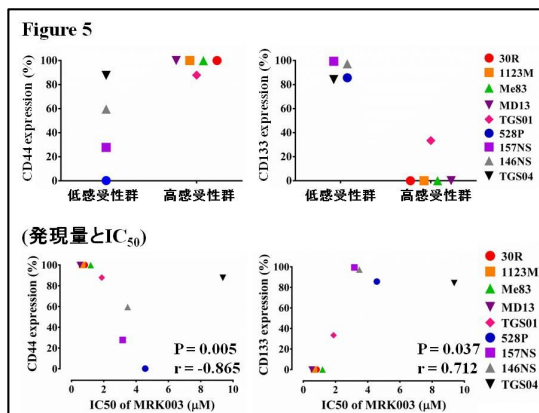 Figure 5
CD44 expression (%)
100
80
60
40
20
0
低感受性群
高感受性群
CD133 expression (%)
100
80
60
40
20
0
低感受性群
高感受性群
30R
1123M
Me83
MD13
TGS01
528P
157NS
146NS
TGS04
(発現量とIC50)
CD44 expression (%)
100
80
60
40
20
0
0 2 4 6 8 10
IC50 of MRK003 (μM)
P = 0.005
r = -0.865
CD133 expression (%)
100
80
60
40
20
0
0 2 4 6 8 10
IC50 of MRK003 (μM)
P = 0.037
r = 0.712
30R
1123M
Me83
MD13
TGS01
528P
157NS
146NS
TGS04